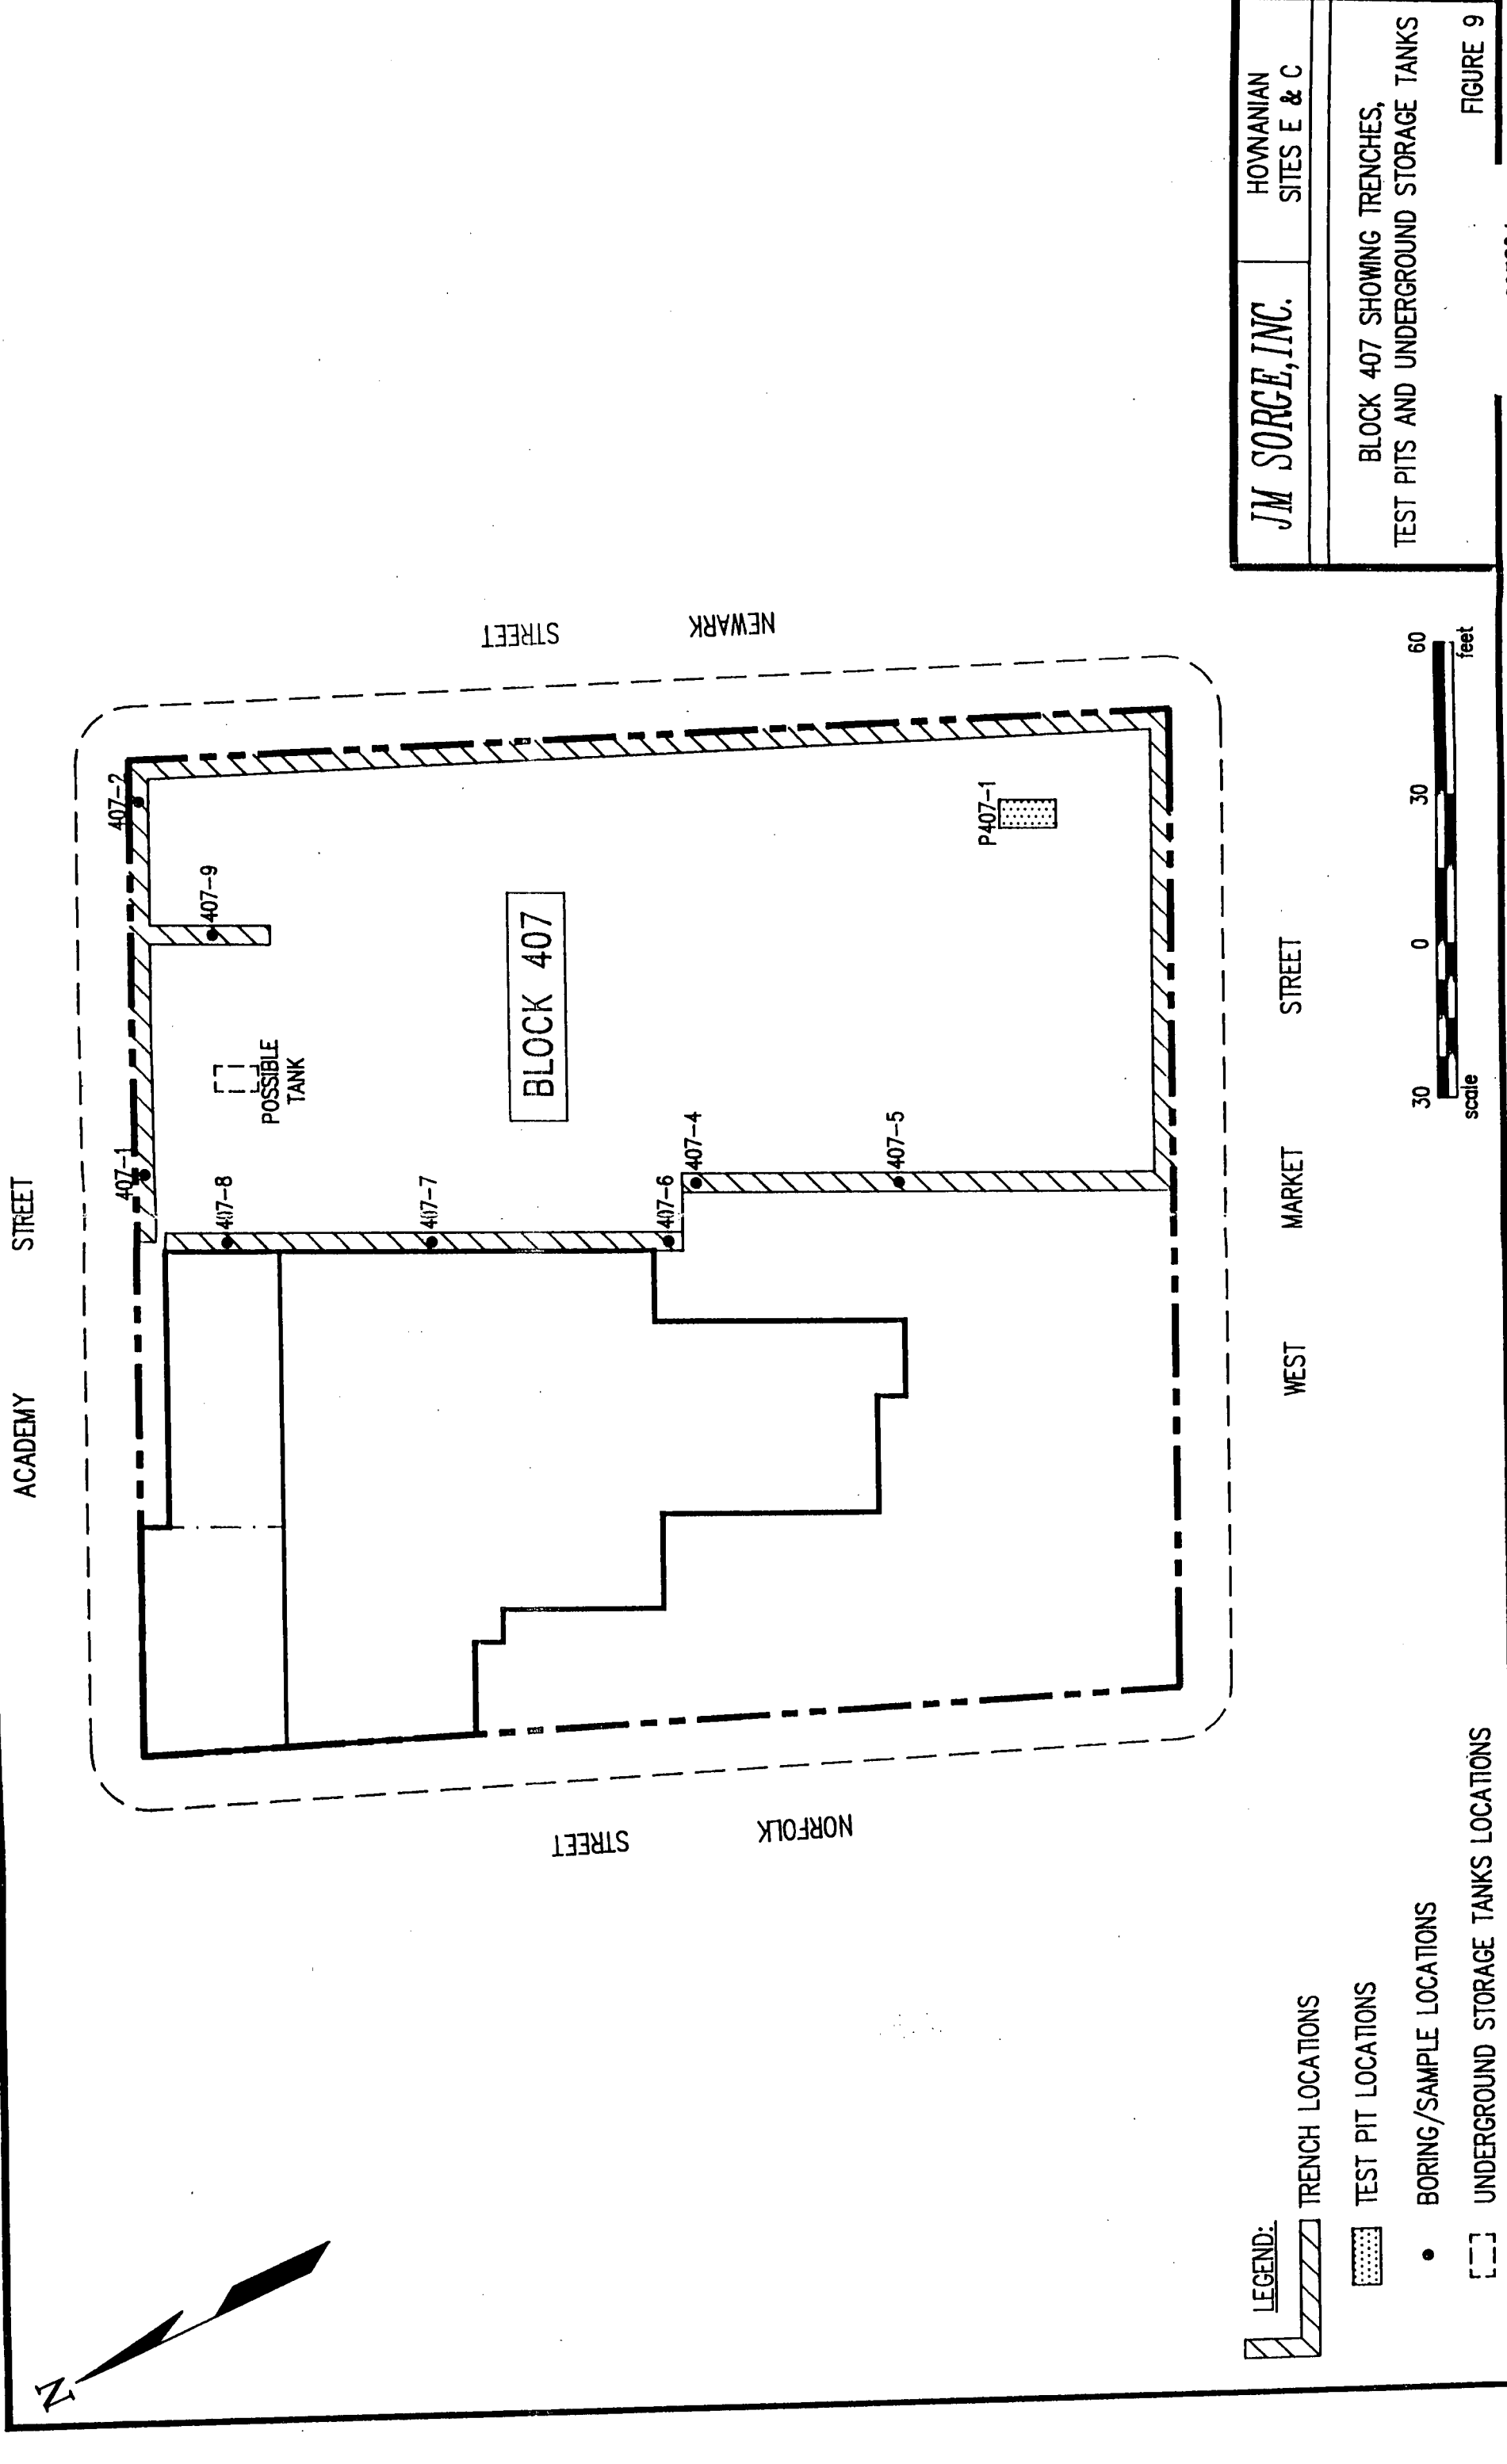 N
ACADEMY STREET
407-1
407-2
407-8
407-9
POSSIBLE
TANK
407-7
BLOCK 407
407-6
407-4
407-5
P407-1
NORFOLK STREET
NEWARK STREET
WEST MARKET STREET
LEGEND:
TRENCH LOCATIONS
TEST PIT LOCATIONS
BORING/SAMPLE LOCATIONS
UNDERGROUND STORAGE TANKS LOCATIONS
30 0 30 60
scale feet
JM SORGE, INC.
HOVNANIAN
SITES E & C
BLOCK 407 SHOWING TRENCHES,
TEST PITS AND UNDERGROUND STORAGE TANKS
FIGURE 9